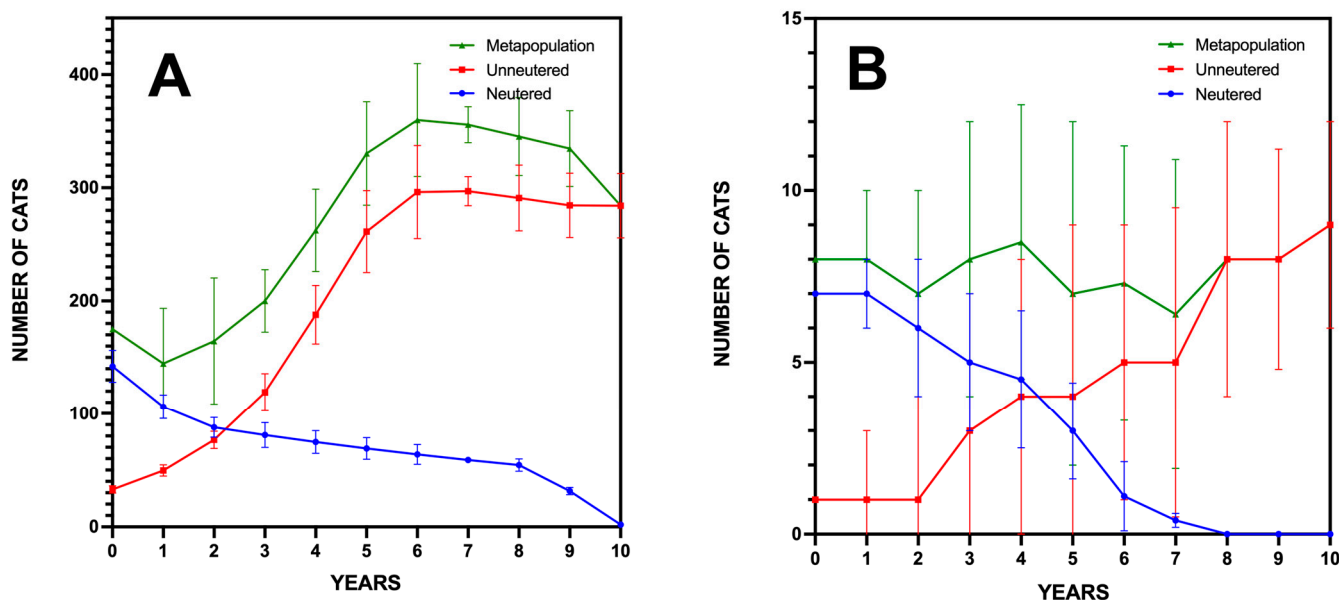 A
Metapopulation
Unneutered
Neutered
NUMBER OF CATS
400
300
200
100
0
0 1 2 3 4 5 6 7 8 9 10
YEARS
B
Metapopulation
Unneutered
Neutered
NUMBER OF CATS
15
10
5
0
0 1 2 3 4 5 6 7 8 9 10
YEARS